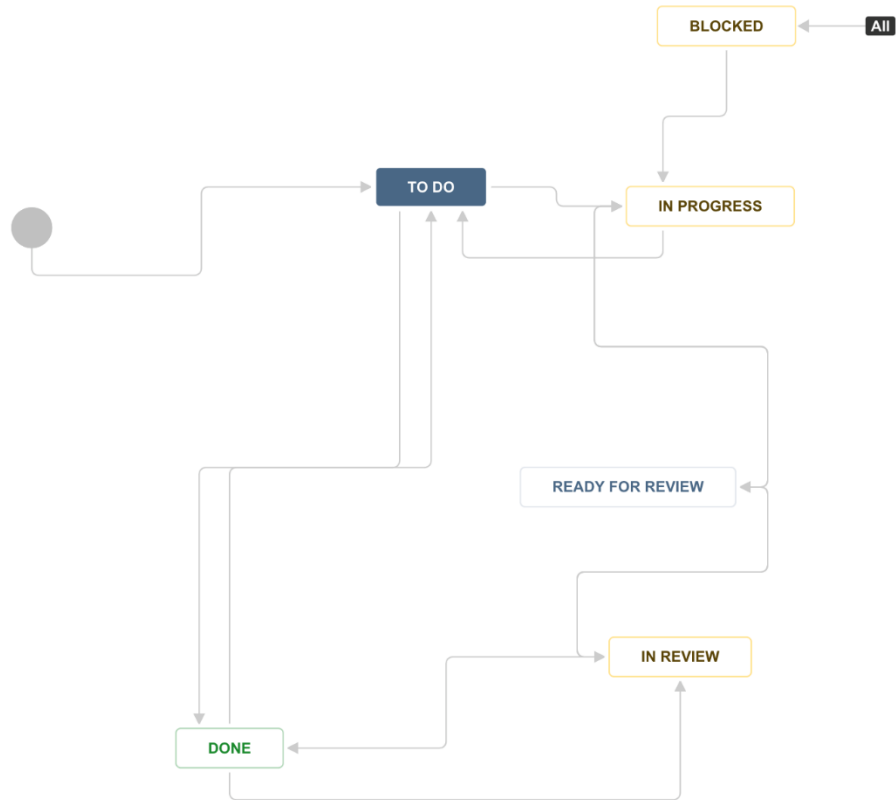 BLOCKED
All
TO DO
IN PROGRESS
READY FOR REVIEW
IN REVIEW
DONE